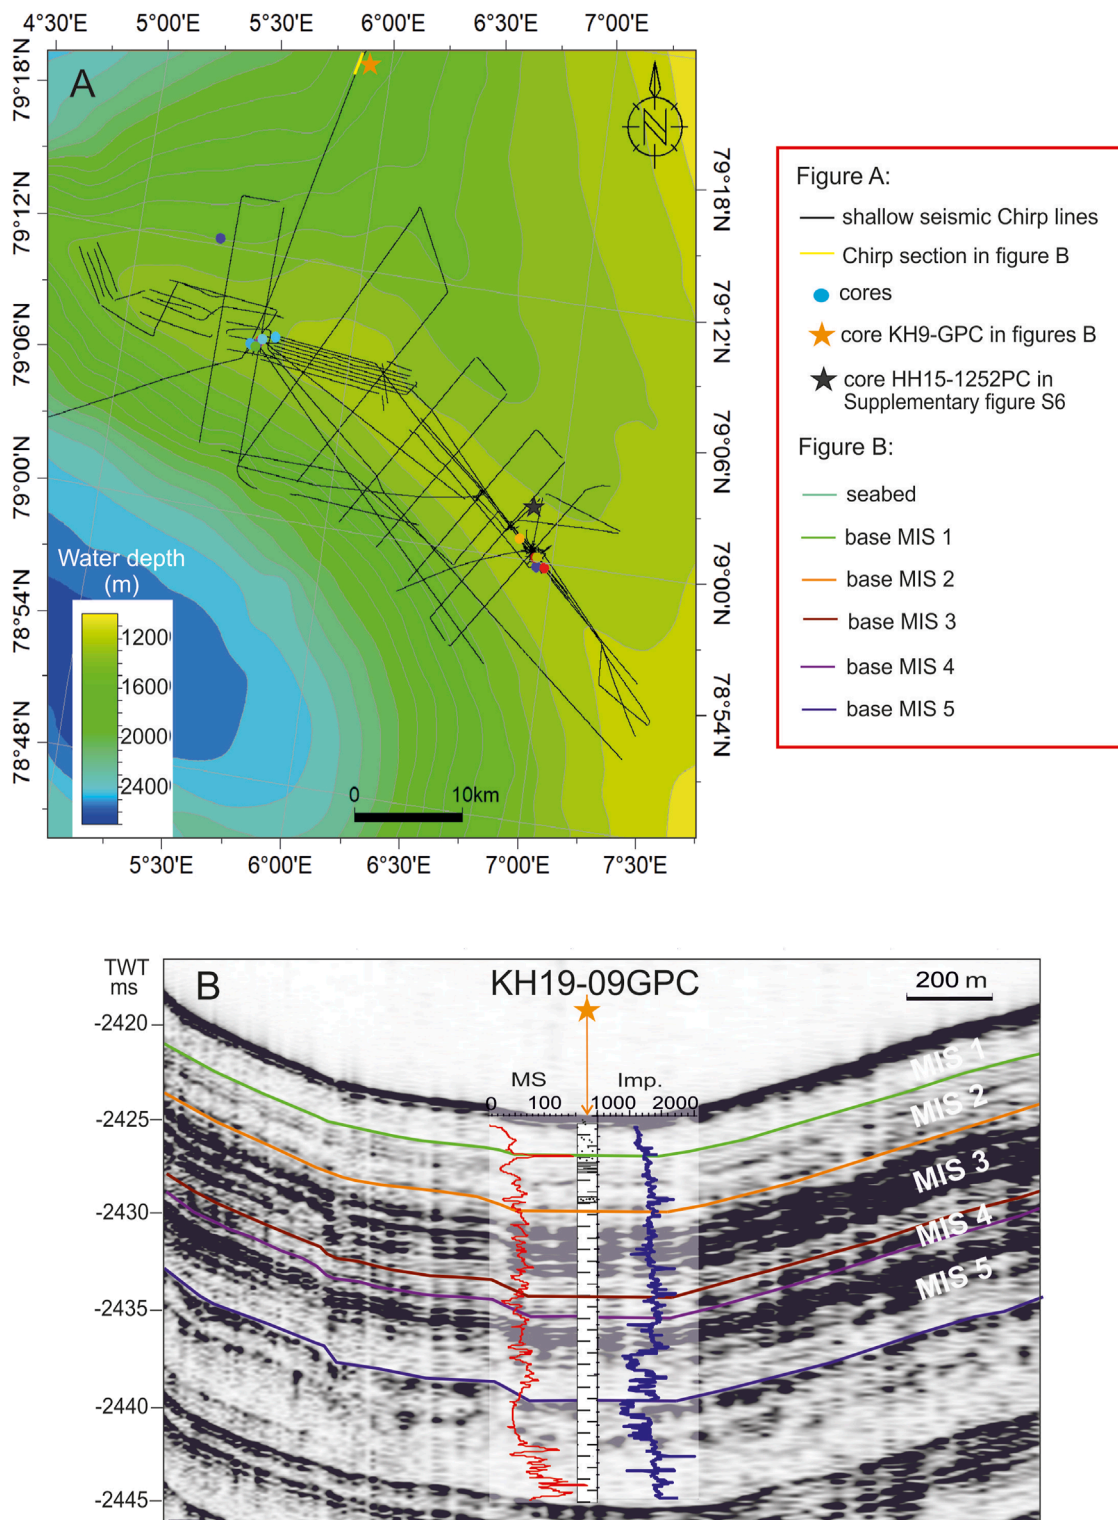 4°30'E 5°00'E 5°30'E 6°00'E 6°30'E 7°00'E
A
79°18'N
79°12'N
79°06'N
79°00'N
78°54'N
78°48'N
79°18'N
79°12'N
79°06'N
79°00'N
78°54'N
Water depth
(m)
1200
1600
2000
2400
0 10km
5°30'E 6°00'E 7°00'E 7°30'E
Figure A:
shallow seismic Chirp lines
Chirp section in figure B
cores
core KH9-GPC in figures B
core HH15-1252PC in
Supplementary figure S6
Figure B:
seabed
base MIS 1
base MIS 2
base MIS 3
base MIS 4
base MIS 5
TWT
ms
B
KH19-09GPC
200 m
-2420
-2425
-2430
-2435
-2440
-2445
MS Imp.
0 100 1000 2000
MIS 1
MIS 2
MIS 3
MIS 4
MIS 5